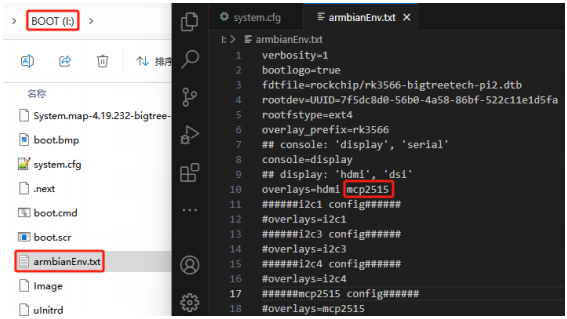 BOOT (I:)
排序
名称
System.map-4.19.232-bigtree-
boot.bmp
system.cfg
.next
boot.cmd
boot.scr
armbianEnv.txt
Image
uInitrd
system.cfg
armbianEnv.txt
I: > armbianEnv.txt
1 verbosity=1
2 bootlogo=true
3 fdtfile=rockchip/rk3566-bigtreetech-pi2.dtb
4 rootdev=UUID=7f5dc8d0-56b0-4a58-86bf-522c11e1d5fa
5 rootfstype=ext4
6 overlay_prefix=rk3566
7 ## console: 'display', 'serial'
8 console=display
9 ## display: 'hdmi', 'dsi'
10 overlays=hdmi mcp2515
11 ######i2c1 config######
12 #overlays=i2c1
13 ######i2c3 config######
14 #overlays=i2c3
15 ######i2c4 config######
16 #overlays=i2c4
17 ######mcp2515 config######
18 #overlays=mcp2515